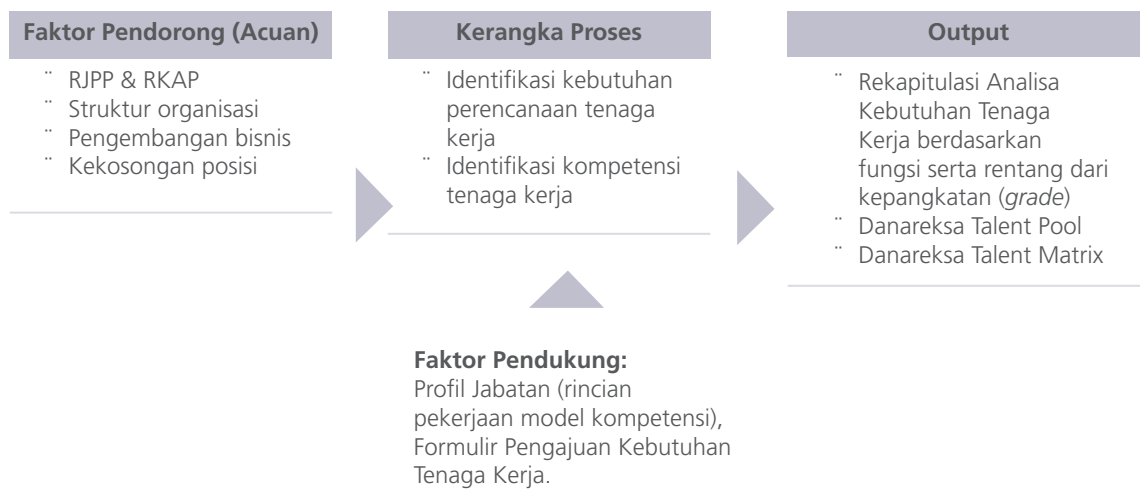 Faktor Pendorong (Acuan)
¨ RJPP & RKAP
¨ Struktur organisasi
¨ Pengembangan bisnis
¨ Kekosongan posisi
Kerangka Proses
¨ Identifikasi kebutuhan
perencanaan tenaga
kerja
¨ Identifikasi kompetensi
tenaga kerja
Output
¨ Rekapitulasi Analisa
Kebutuhan Tenaga
Kerja berdasarkan
fungsi serta rentang dari
kepangkatan (grade)
¨ Danareksa Talent Pool
¨ Danareksa Talent Matrix
Faktor Pendukung:
Profil Jabatan (rincian
pekerjaan model kompetensi),
Formulir Pengajuan Kebutuhan
Tenaga Kerja.